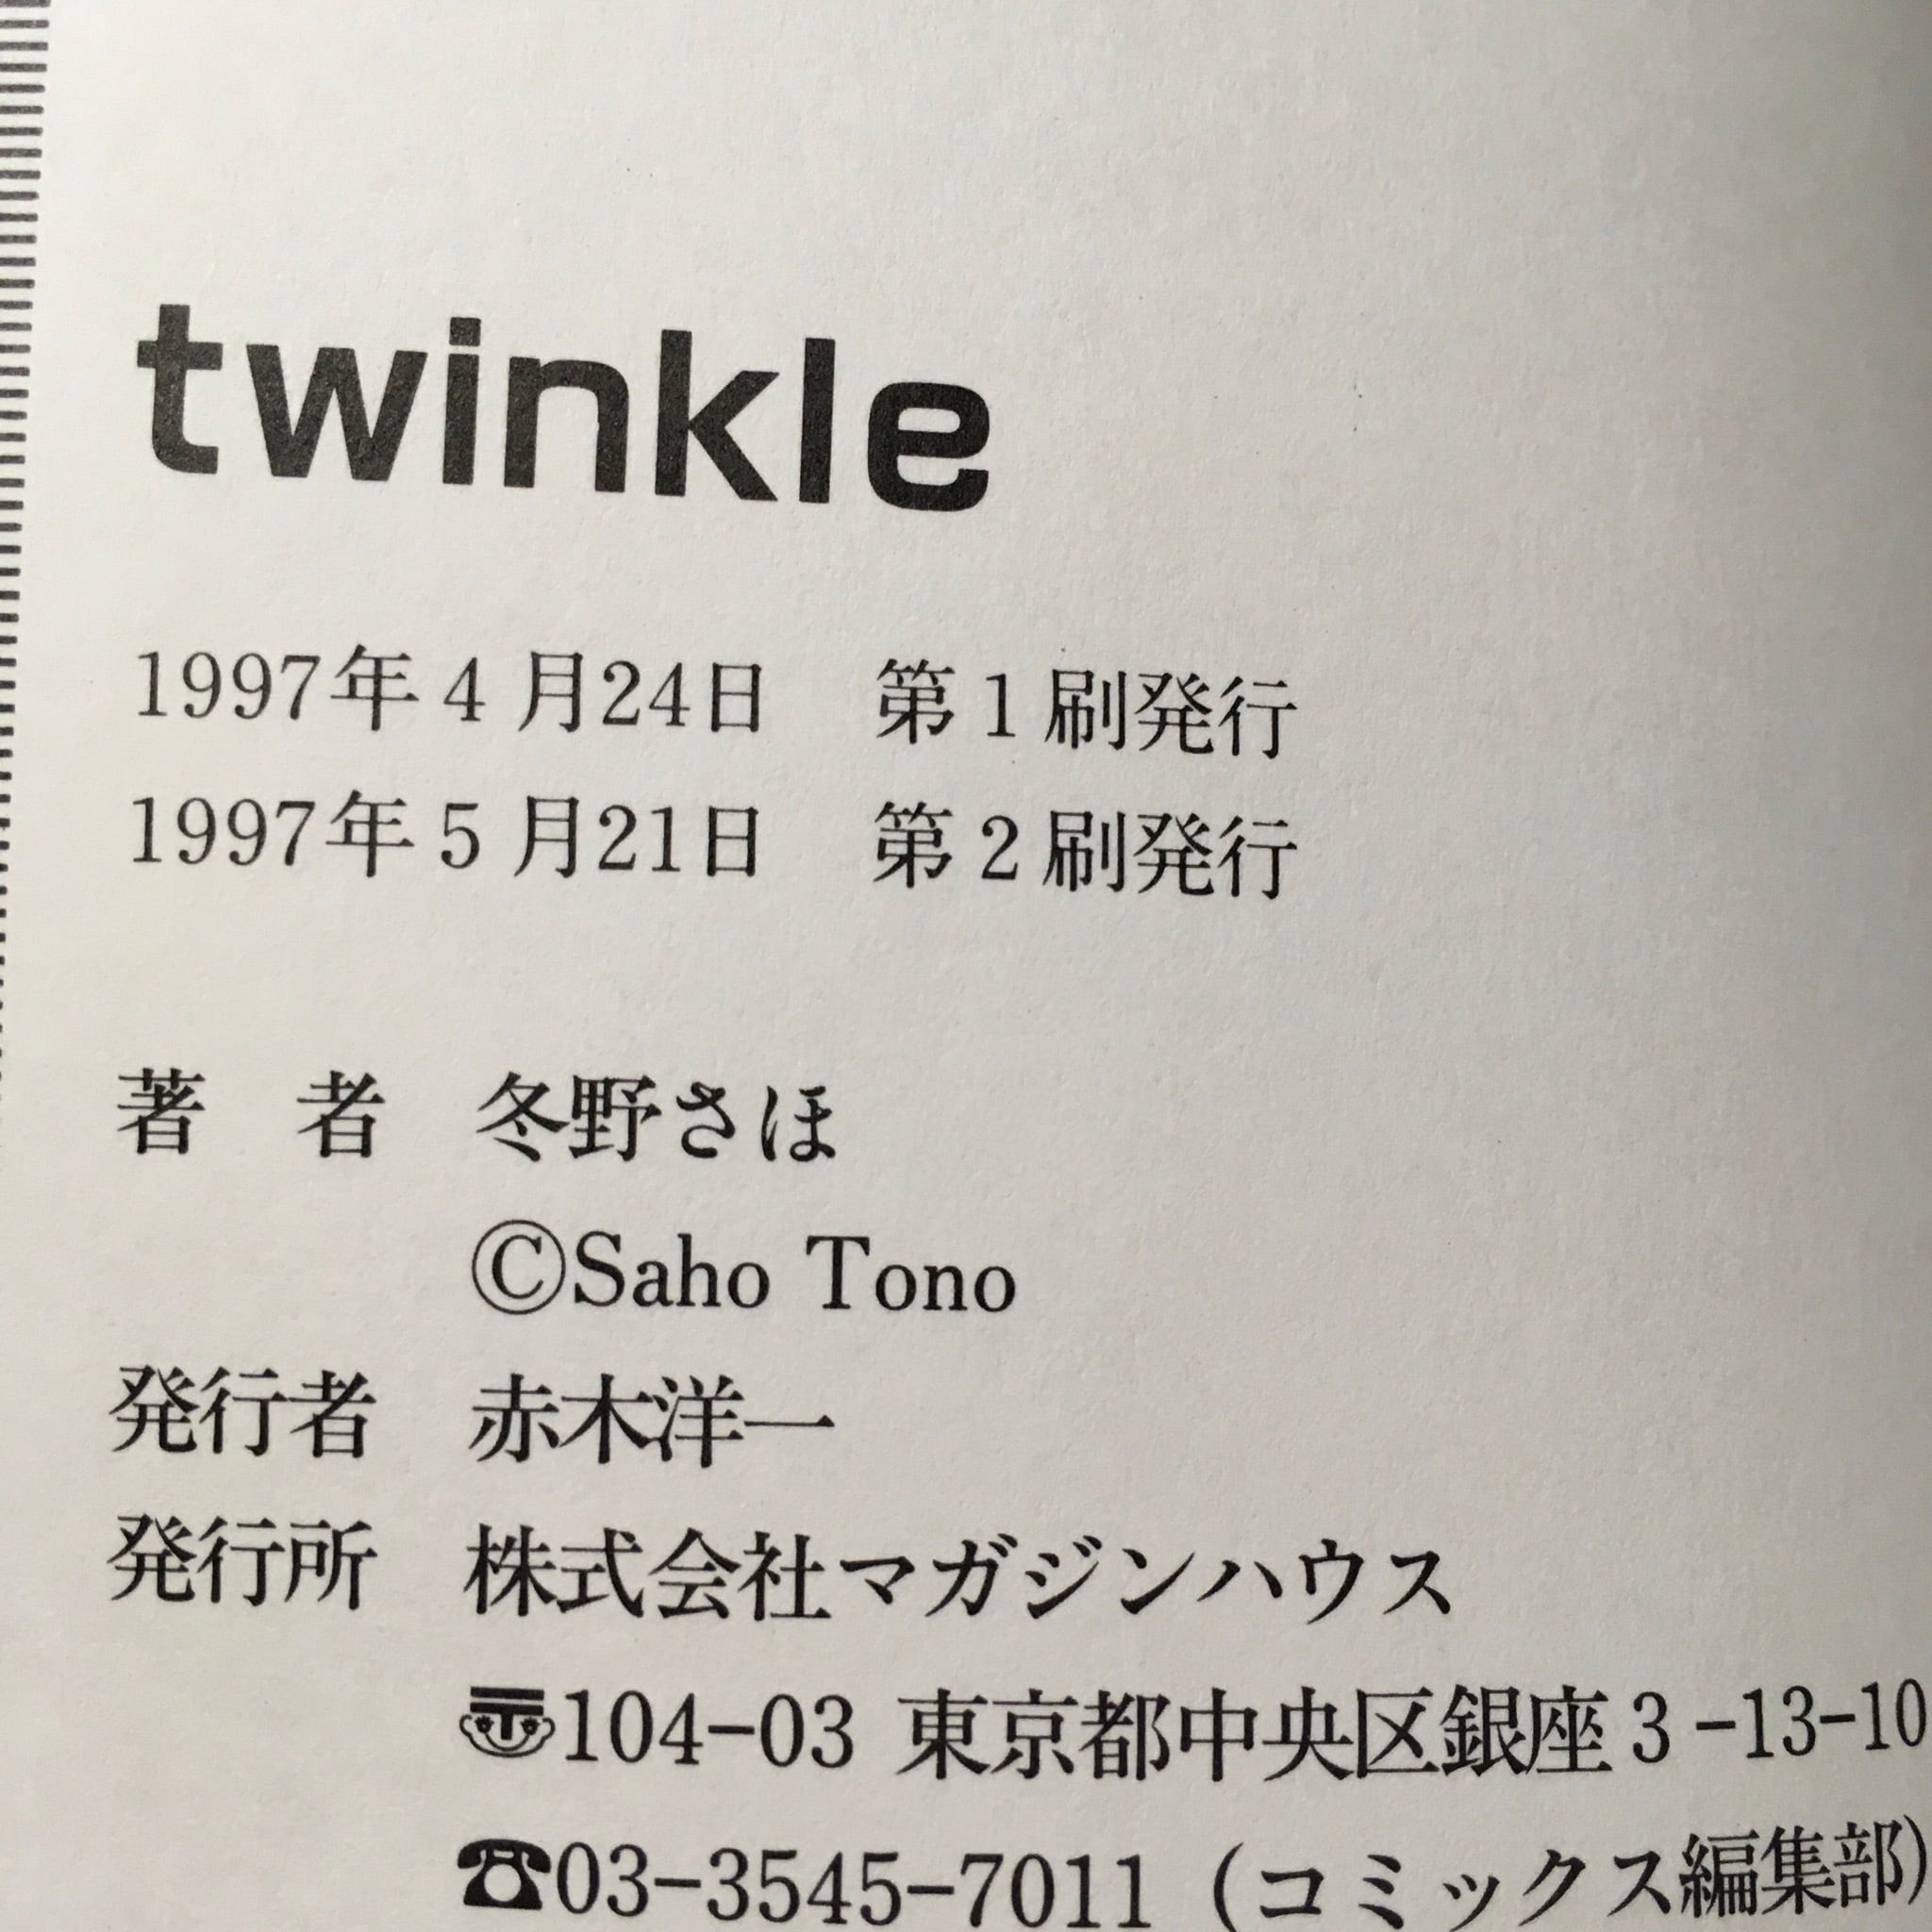 twinkle
1997年4月24日　第1刷発行
1997年5月21日　第2刷発行
著　者　冬野さほ
©Saho Tono
発行者　赤木洋一
発行所　株式会社マガジンハウス
〠104-03 東京都中央区銀座3-13-10
☎03-3545-7011（コミックス編集部）